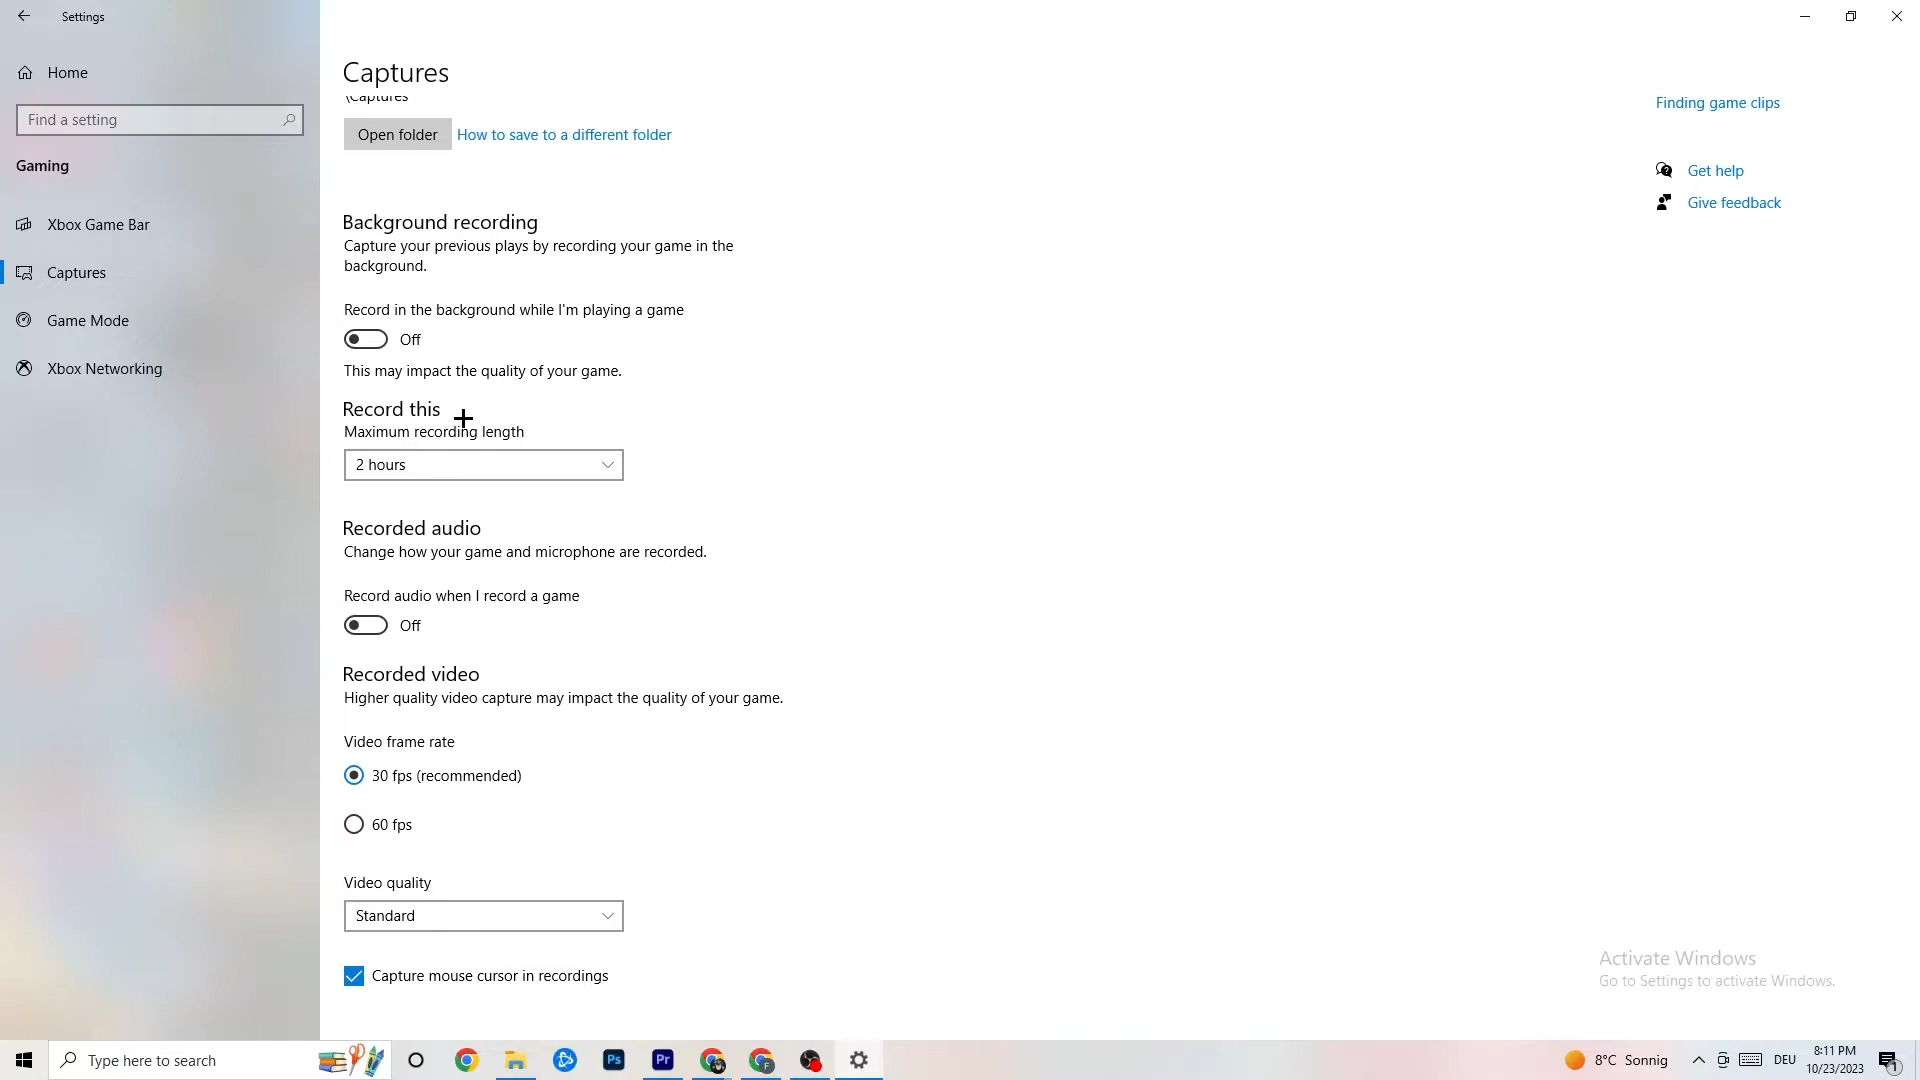 Settings
Home
Find a setting
Gaming
Xbox Game Bar
Captures
Game Mode
Xbox Networking
Captures
\Captures
Open folder How to save to a different folder
Background recording
Capture your previous plays by recording your game in the
background.
Record in the background while I'm playing a game
Off
This may impact the quality of your game.
Record this
Maximum recording length
2 hours
Recorded audio
Change how your game and microphone are recorded.
Record audio when I record a game
Off
Recorded video
Higher quality video capture may impact the quality of your game.
Video frame rate
30 fps (recommended)
60 fps
Video quality
Standard
Capture mouse cursor in recordings
Finding game clips
Get help
Give feedback
Activate Windows
Go to Settings to activate Windows.
Type here to search
Ps
Pr
F
8°C Sonnig
DEU
8:11 PM
10/23/2023
1